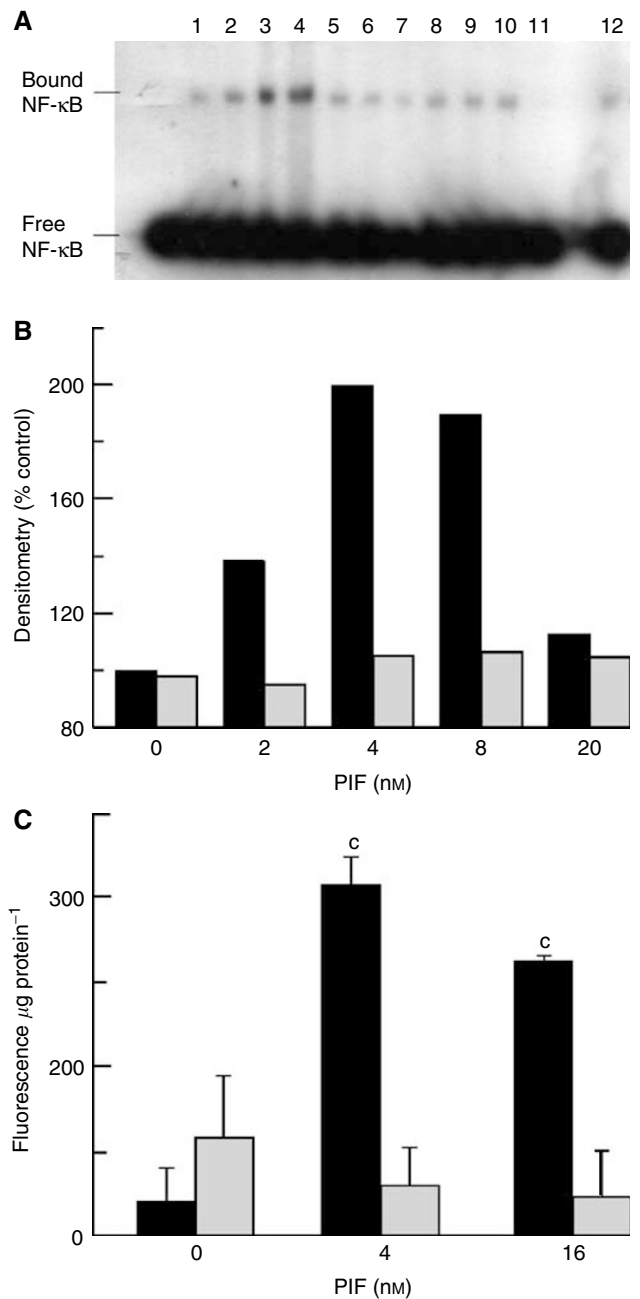 A
1 2 3 4 5 6 7 8 9 10 11 12
Bound
NF-κB
Free
NF-κB
B
Densitometry (% control)
200
160
120
80
0 2 4 8 20
PIF (nM)
C
Fluorescence μg protein⁻¹
300
200
0
c
c
0 4 16
PIF (nM)